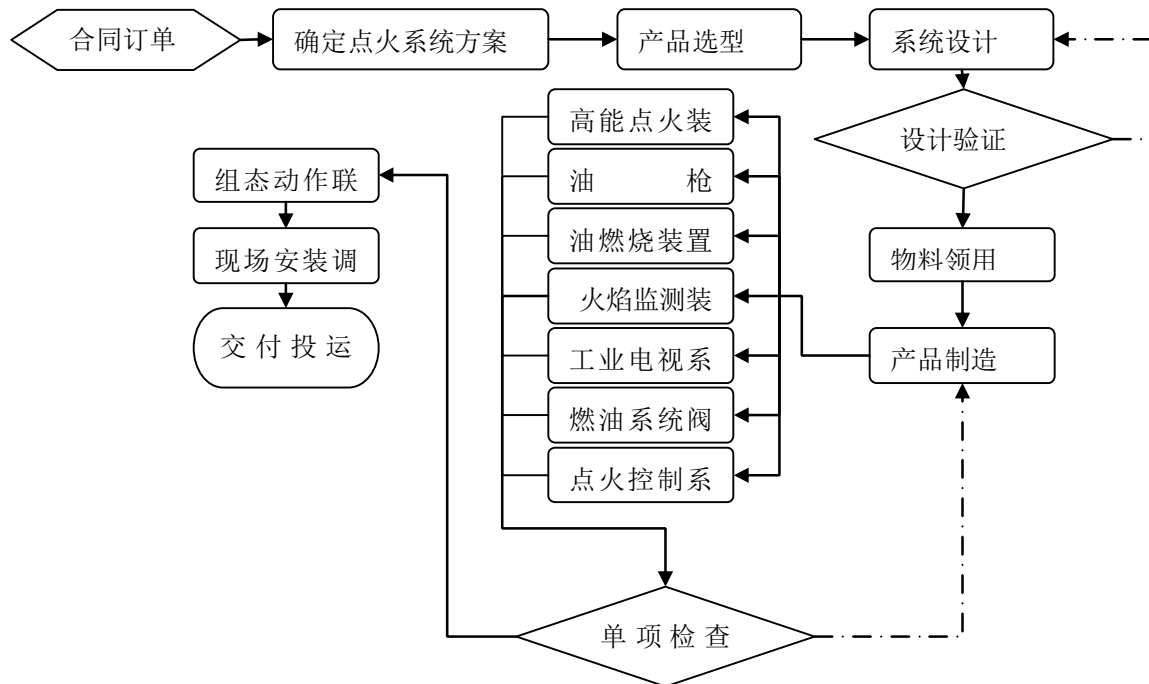 合同订单
确定点火系统方案
产品选型
系统设计
高能点火装
设计验证
油 枪
组态动作联
油燃烧装置
物料领用
现场安装调
火焰监测装
交付投运
工业电视系
产品制造
燃油系统阀
点火控制系
单项检查